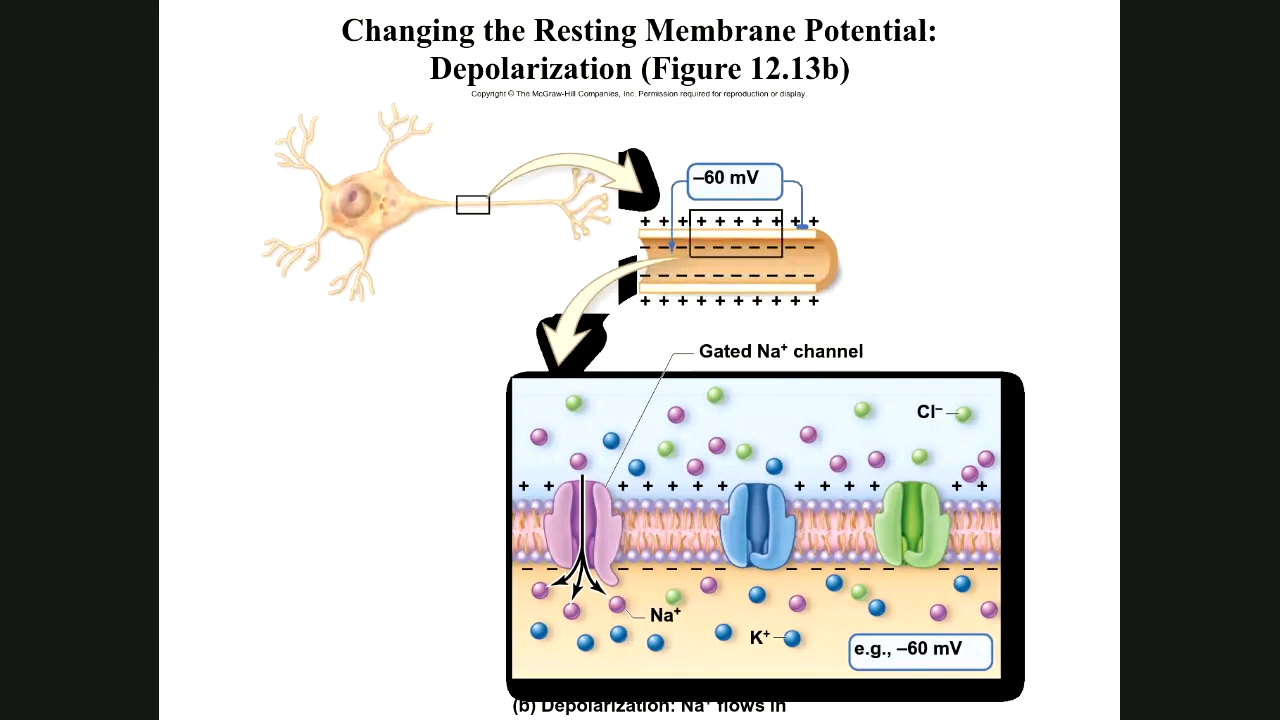 Changing the Resting Membrane Potential:
Depolarization (Figure 12.13b)
Copyright © The McGraw-Hill Companies, Inc. Permission required for reproduction or display.
–60 mV
+ + + + + + + + + +
– – – – – – – – – –
– – – – – – – – – –
+ + + + + + + + + +
Gated Na⁺ channel
Cl⁻
+ + + + + + + + + + + + + +
Na⁺
K⁺
e.g., –60 mV
(b) Depolarization: Na⁺ flows in